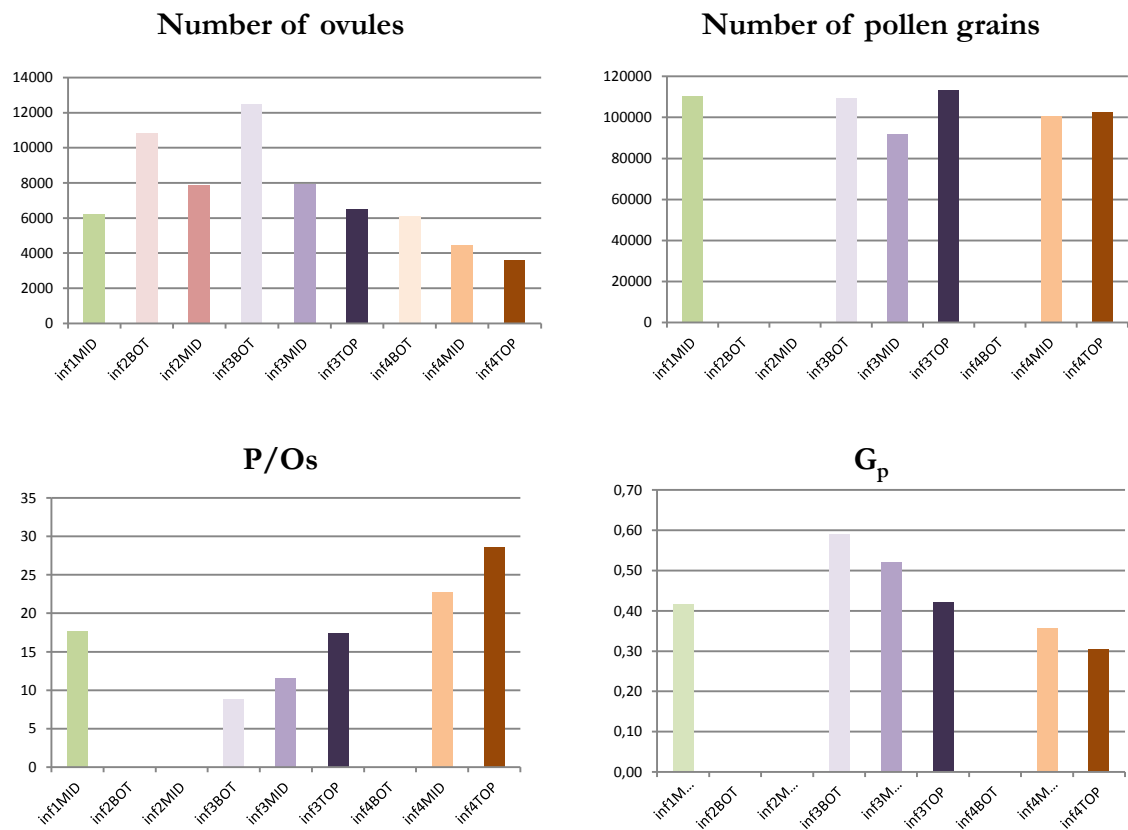 Number of ovules
14000
12000
10000
8000
6000
4000
2000
0
inf1MID
inf2BOT
inf2MID
inf3BOT
inf3MID
inf3TOP
inf4BOT
inf4MID
inf4TOP
Number of pollen grains
120000
100000
80000
60000
40000
20000
0
inf1MID
inf2BOT
inf2MID
inf3BOT
inf3MID
inf3TOP
inf4BOT
inf4MID
inf4TOP
P/Os
35
30
25
20
15
10
5
0
inf1MID
inf2BOT
inf2MID
inf3BOT
inf3MID
inf3TOP
inf4BOT
inf4MID
inf4TOP
Gp
0,70
0,60
0,50
0,40
0,30
0,20
0,10
0,00
inf1M...
inf2BOT
inf2M...
inf3BOT
inf3M...
inf3TOP
inf4BOT
inf4M...
inf4TOP